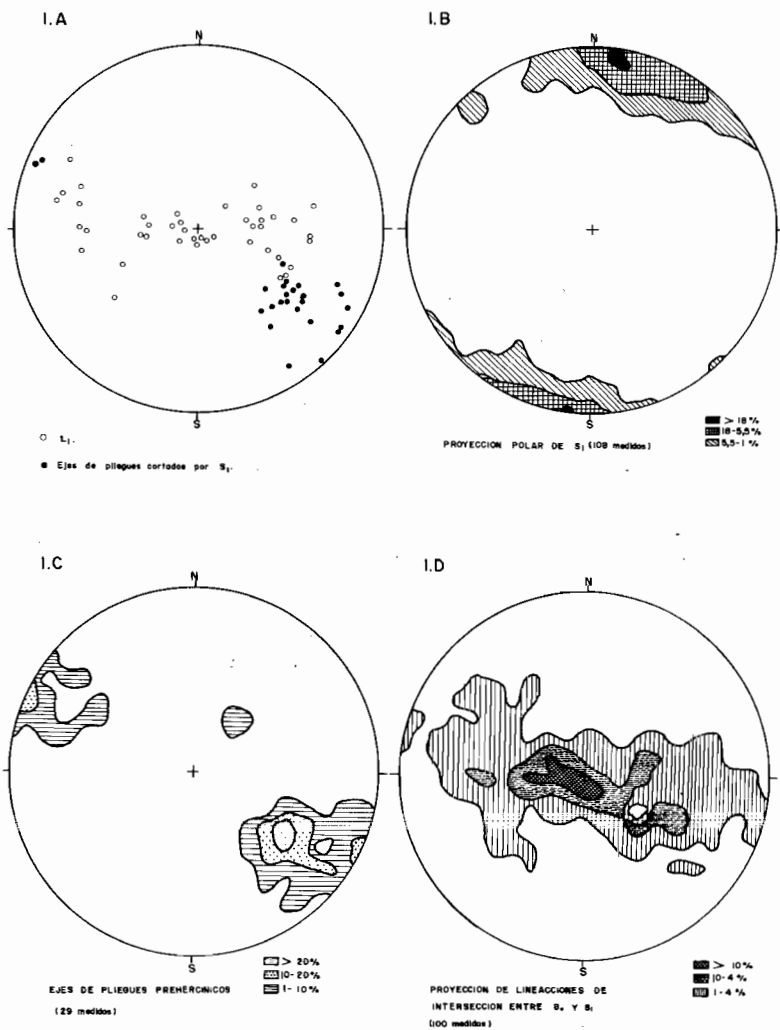 I.A
N
S
○ L₁.
● Ejes de pliegues cortados por S₁.
I.B
N
S
PROYECCION POLAR DE S₁ (108 medidos)
> 18 %
18-5,5 %
5,5-1 %
I.C
N
S
EJES DE PLIEGUES PREHERCINICOS
(29 medidos)
> 20%
10-20%
1-10%
I.D
N
S
PROYECCION DE LINEACCIONES DE
INTERSECCION ENTRE S₀ Y S₁
(100 medidos)
> 10%
10-4 %
1-4 %